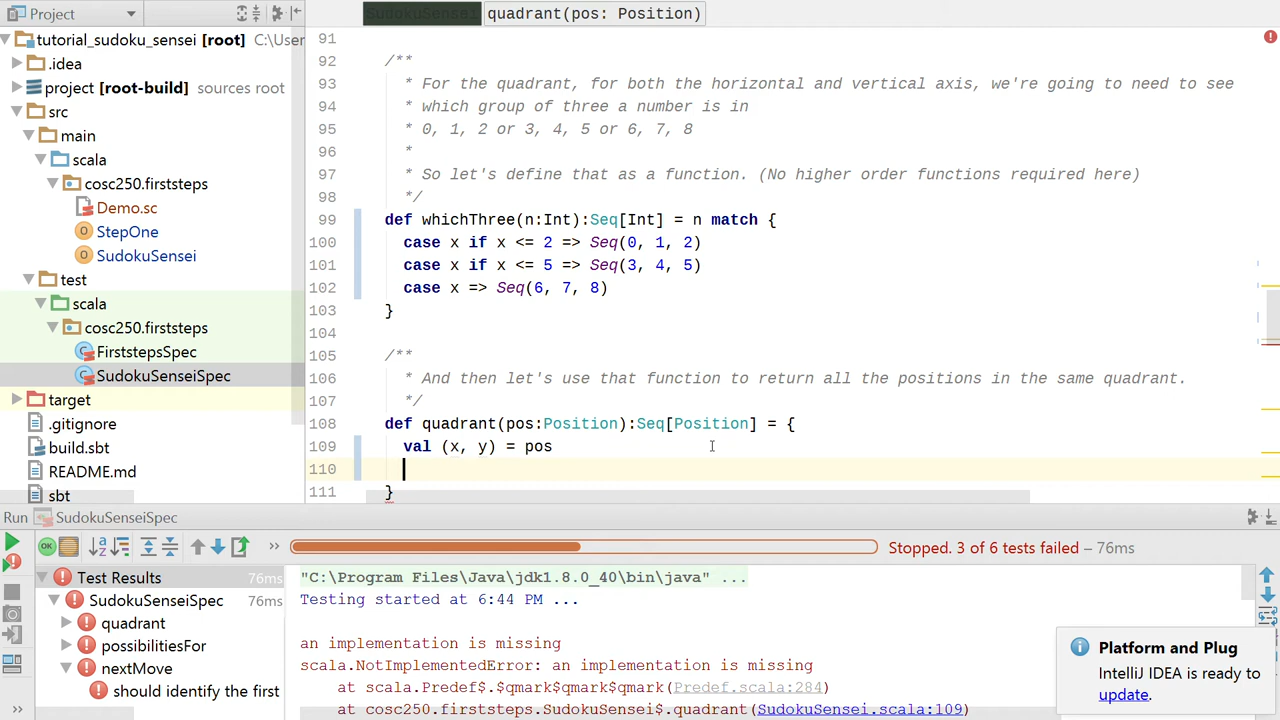 Project
SudokuSensei quadrant(pos: Position)
tutorial_sudoku_sensei [root] C:\User
.idea
project [root-build] sources root
src
main
scala
cosc250.firststeps
Demo.sc
StepOne
SudokuSensei
test
scala
cosc250.firststeps
FirststepsSpec
SudokuSenseiSpec
target
.gitignore
build.sbt
README.md
sbt
91
92 /**
93 * For the quadrant, for both the horizontal and vertical axis, we're going to need to see
94 * which group of three a number is in
95 * 0, 1, 2 or 3, 4, 5 or 6, 7, 8
96 *
97 * So let's define that as a function. (No higher order functions required here)
98 */
99 def whichThree(n:Int):Seq[Int] = n match {
100 case x if x <= 2 => Seq(0, 1, 2)
101 case x if x <= 5 => Seq(3, 4, 5)
102 case x => Seq(6, 7, 8)
103 }
104
105 /**
106 * And then let's use that function to return all the positions in the same quadrant.
107 */
108 def quadrant(pos:Position):Seq[Position] = {
109 val (x, y) = pos
110
111 }
Run SudokuSenseiSpec
OK
Stopped. 3 of 6 tests failed – 76ms
Test Results 76ms
SudokuSenseiSpec 76ms
quadrant
possibilitiesFor
nextMove
should identify the first
"C:\Program Files\Java\jdk1.8.0_40\bin\java" ...
Testing started at 6:44 PM ...
an implementation is missing
scala.NotImplementedError: an implementation is missing
at scala.Predef$.$qmark$qmark$qmark(Predef.scala:284)
at cosc250.firststeps.SudokuSensei$.quadrant(SudokuSensei.scala:109)
Platform and Plug
IntelliJ IDEA is ready to
update.